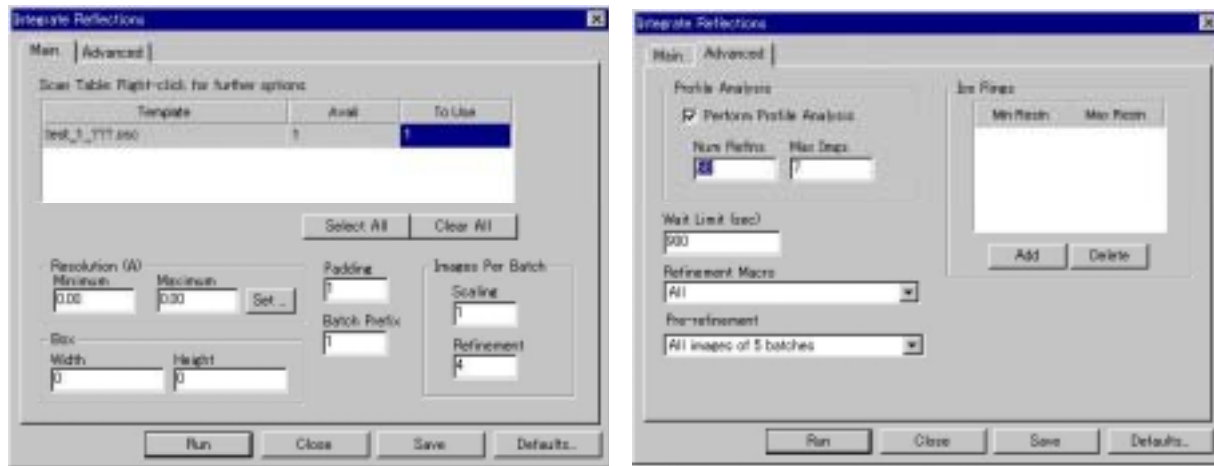 Integrate Reflections
Main Advanced
Scan Table: Right-click for further options
Template Avail To Use
test_1_???.osc 1 1
Select All Clear All
Resolution (A)
Minimum Maximum
0.00 0.00 Set ..
Padding
1
Batch Prefix
1
Images Per Batch
Scaling
1
Refinement
4
Box
Width Height
0 0
Run Close Save Defaults...
Integrate Reflections
Main Advanced
Profile Analysis
Perform Profile Analysis
Num Reflns Max Imgs
50 7
Wait Limit (sec)
900
Refinement Macro
All
Pre-refinement
All images of 5 batches
Ice Rings
Min Resln Max Resln
Add Delete
Run Close Save Defaults...